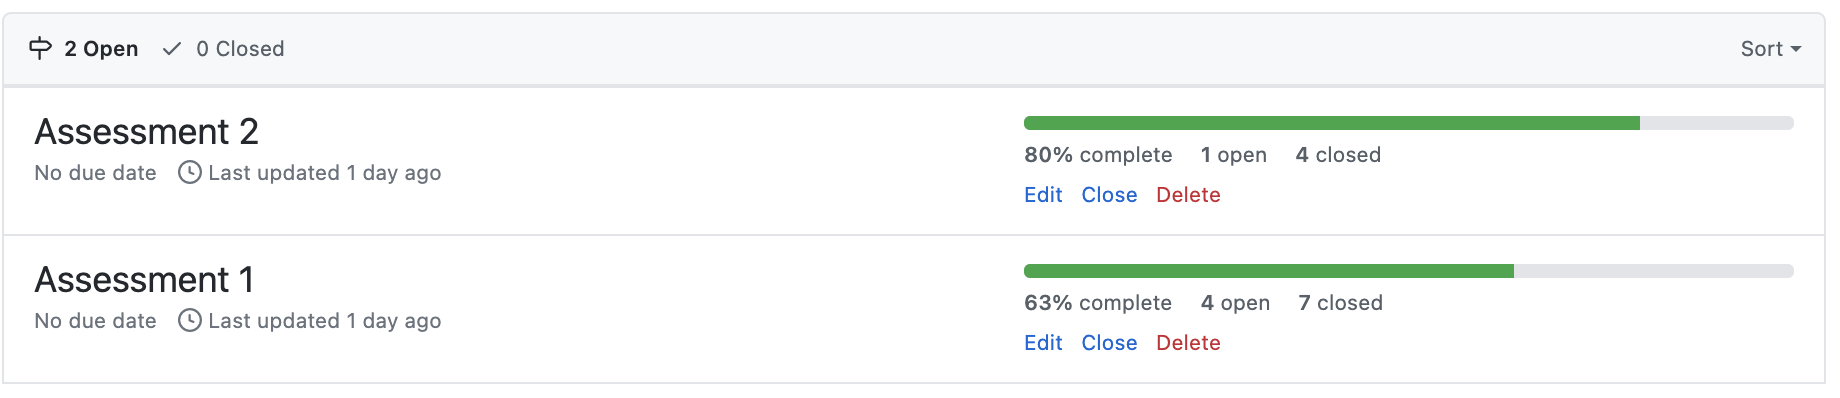 2 Open 0 Closed Sort
Assessment 2
No due date Last updated 1 day ago
80% complete 1 open 4 closed
Edit Close Delete
Assessment 1
No due date Last updated 1 day ago
63% complete 4 open 7 closed
Edit Close Delete